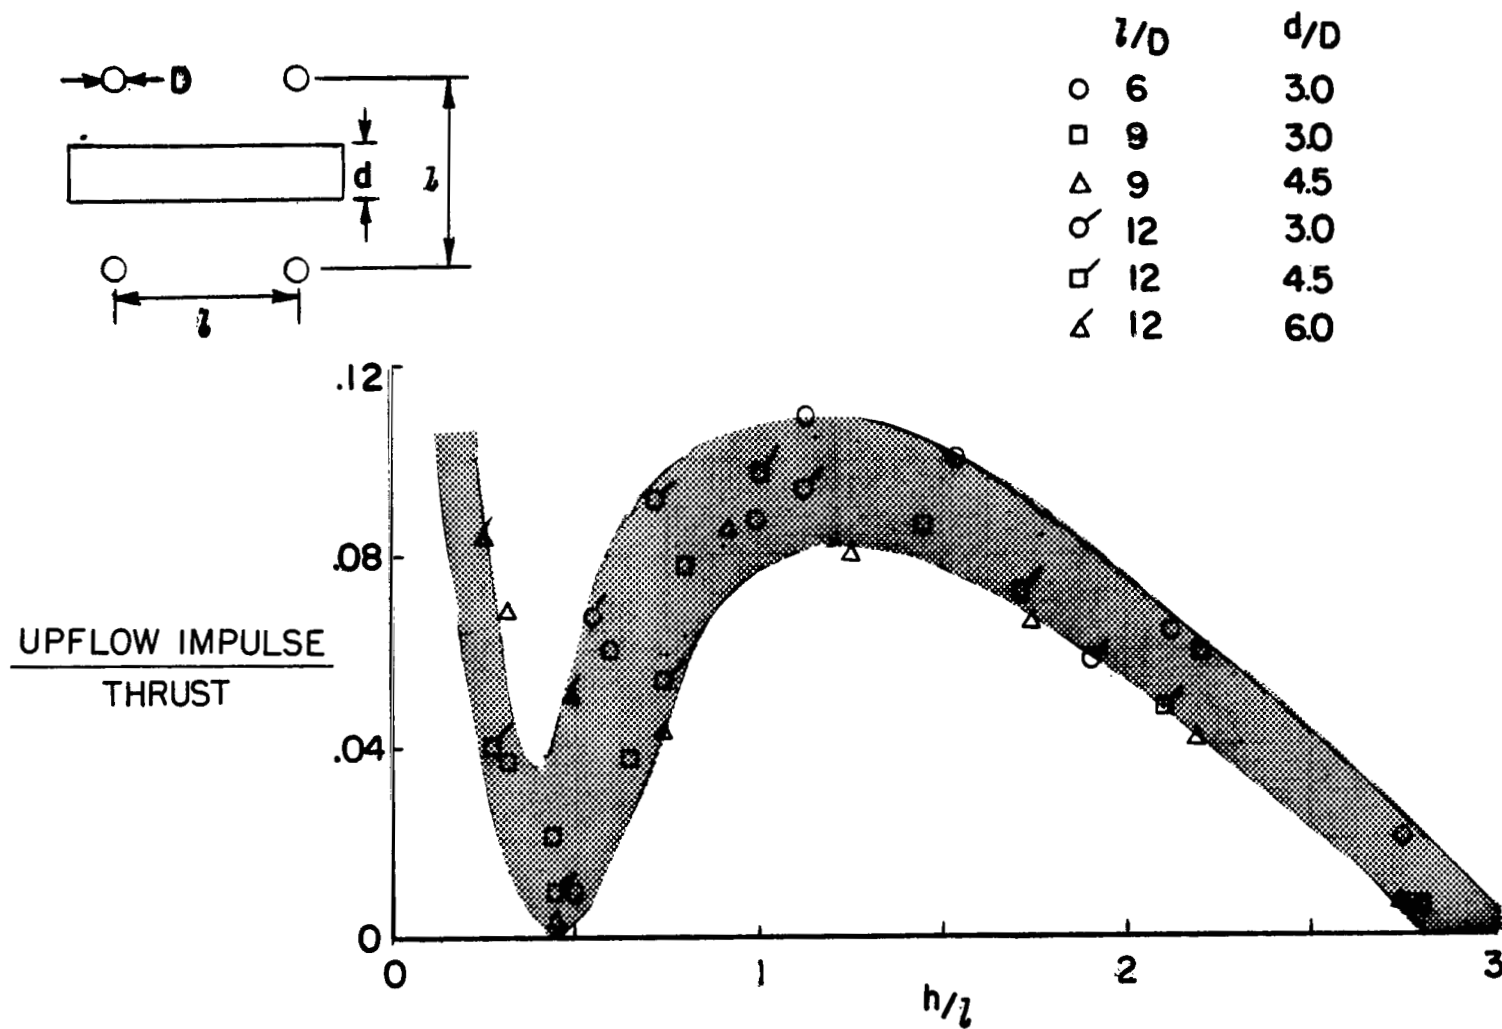 D
d
l
l
l/D d/D
6 3.0
9 3.0
9 4.5
12 3.0
12 4.5
12 6.0
.12
.08
UPFLOW IMPULSE
THRUST
.04
0
0 1 2 3
h/l